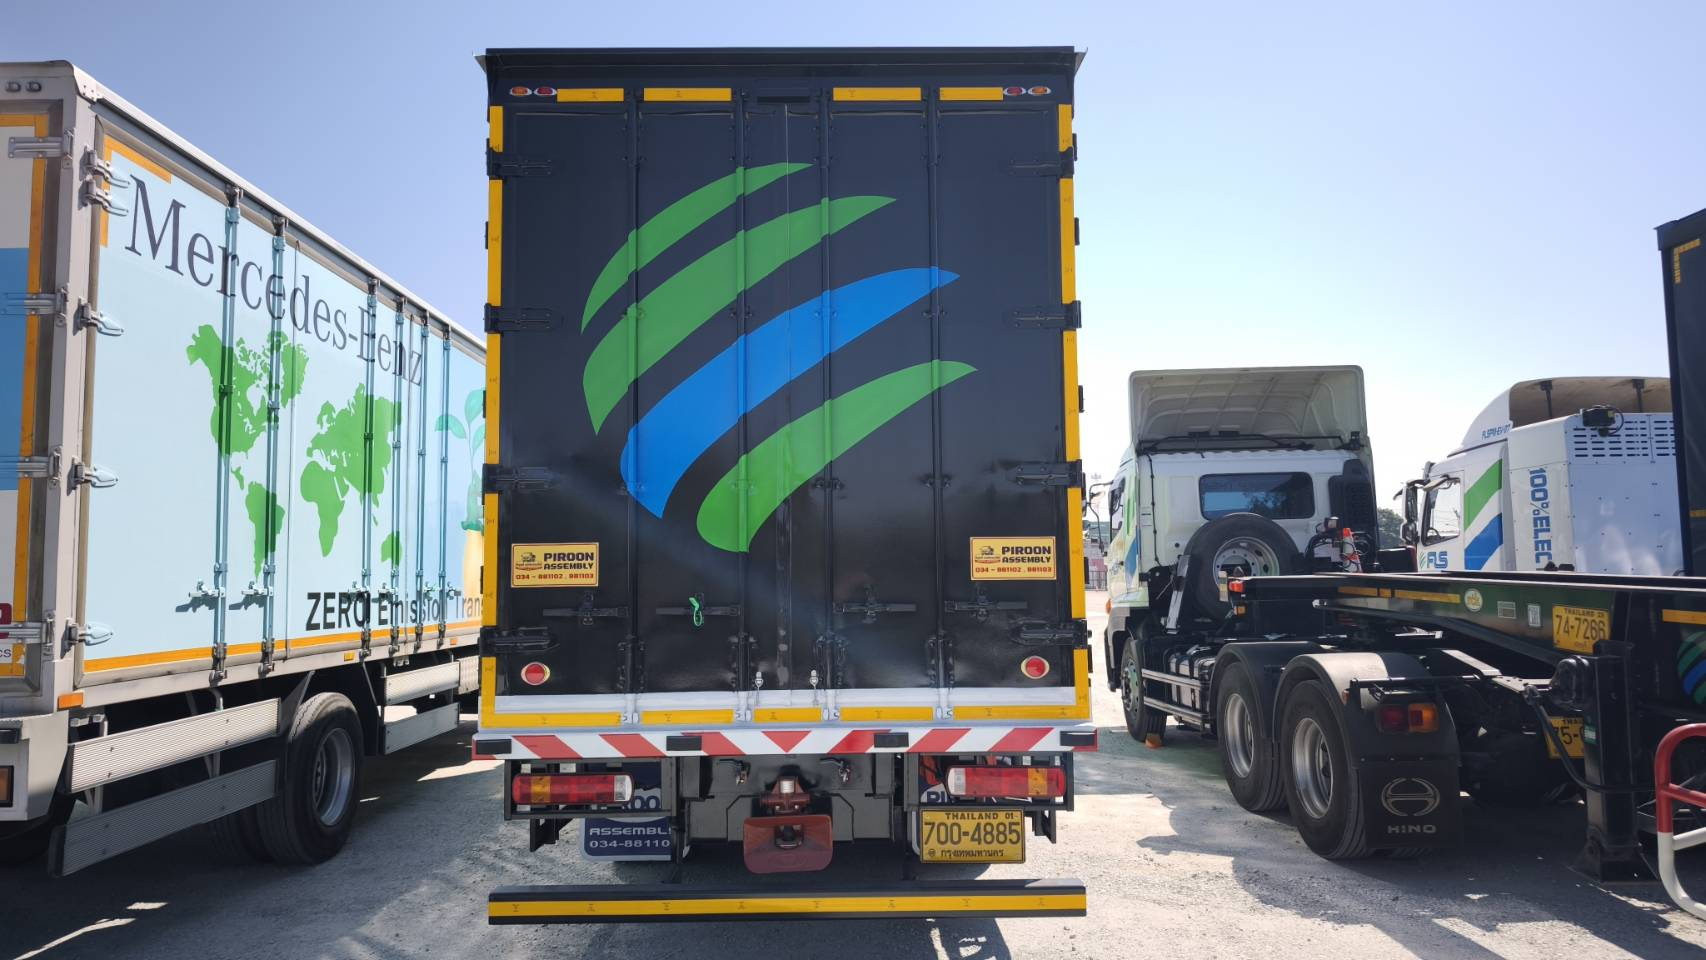 Mercedes-Benz
ZERO Emission Trans
CS
PIROON
ASSEMBLY
034 - 881102 , 881103
PIROON
ASSEMBLY
034 - 881102 , 881103
ASSEMBL
034-88110
THAILAND 01
700-4885
กรุงเทพมหานคร
FLS
100% ELEC
THAILAND
74-7266
HINO